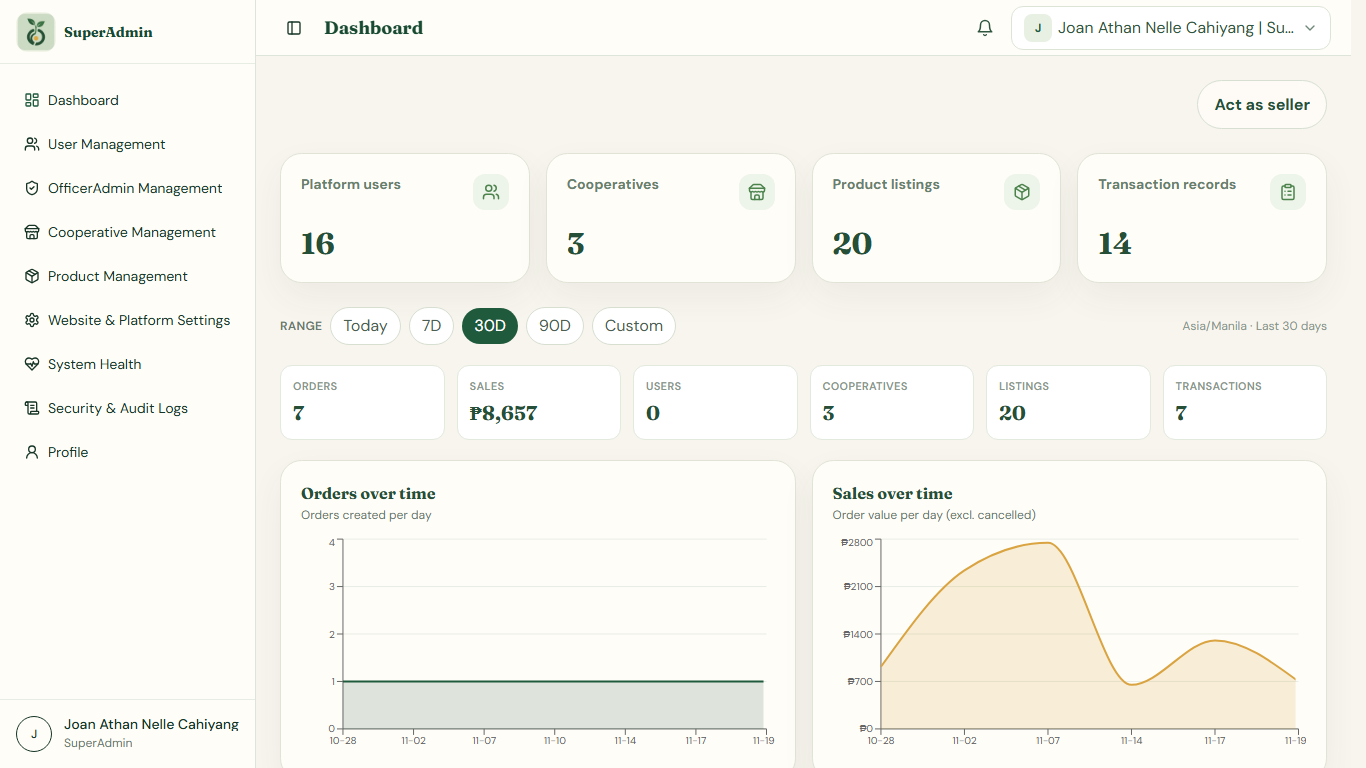 SuperAdmin
Dashboard
User Management
OfficerAdmin Management
Cooperative Management
Product Management
Website & Platform Settings
System Health
Security & Audit Logs
Profile
J
Joan Athan Nelle Cahiyang
SuperAdmin
Dashboard
J
Joan Athan Nelle Cahiyang | Su...
Act as seller
Platform users
16
Cooperatives
3
Product listings
20
Transaction records
14
RANGE Today 7D 30D 90D Custom
Asia/Manila · Last 30 days
ORDERS
7
SALES
₱8,657
USERS
0
COOPERATIVES
3
LISTINGS
20
TRANSACTIONS
7
Orders over time
Orders created per day
4
3
2
1
0
10-28 11-02 11-07 11-10 11-14 11-17 11-19
Sales over time
Order value per day (excl. cancelled)
₱2800
₱2100
₱1400
₱700
₱0
10-28 11-02 11-07 11-14 11-17 11-19